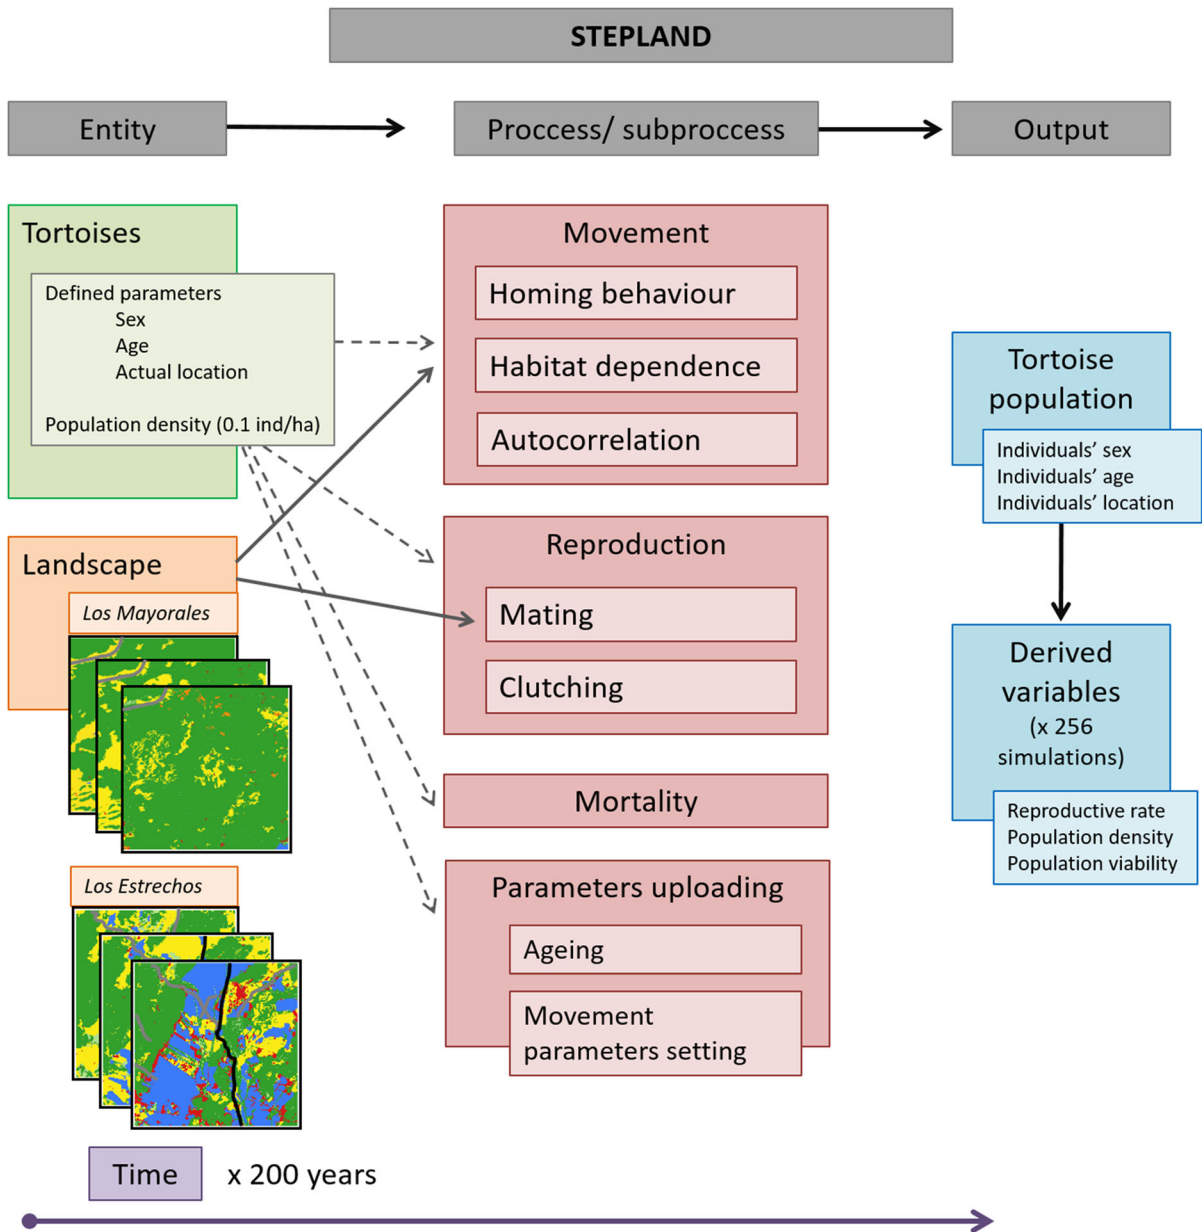 STEPLAND
Entity
Proccess/ subproccess
Output
Tortoises
Defined parameters
Sex
Age
Actual location
Population density (0.1 ind/ha)
Landscape
Los Mayorales
Los Estrechos
Movement
Homing behaviour
Habitat dependence
Autocorrelation
Reproduction
Mating
Clutching
Mortality
Parameters uploading
Ageing
Movement
parameters setting
Tortoise
population
Individuals’ sex
Individuals’ age
Individuals’ location
Derived
variables
(x 256
simulations)
Reproductive rate
Population density
Population viability
Time
x 200 years